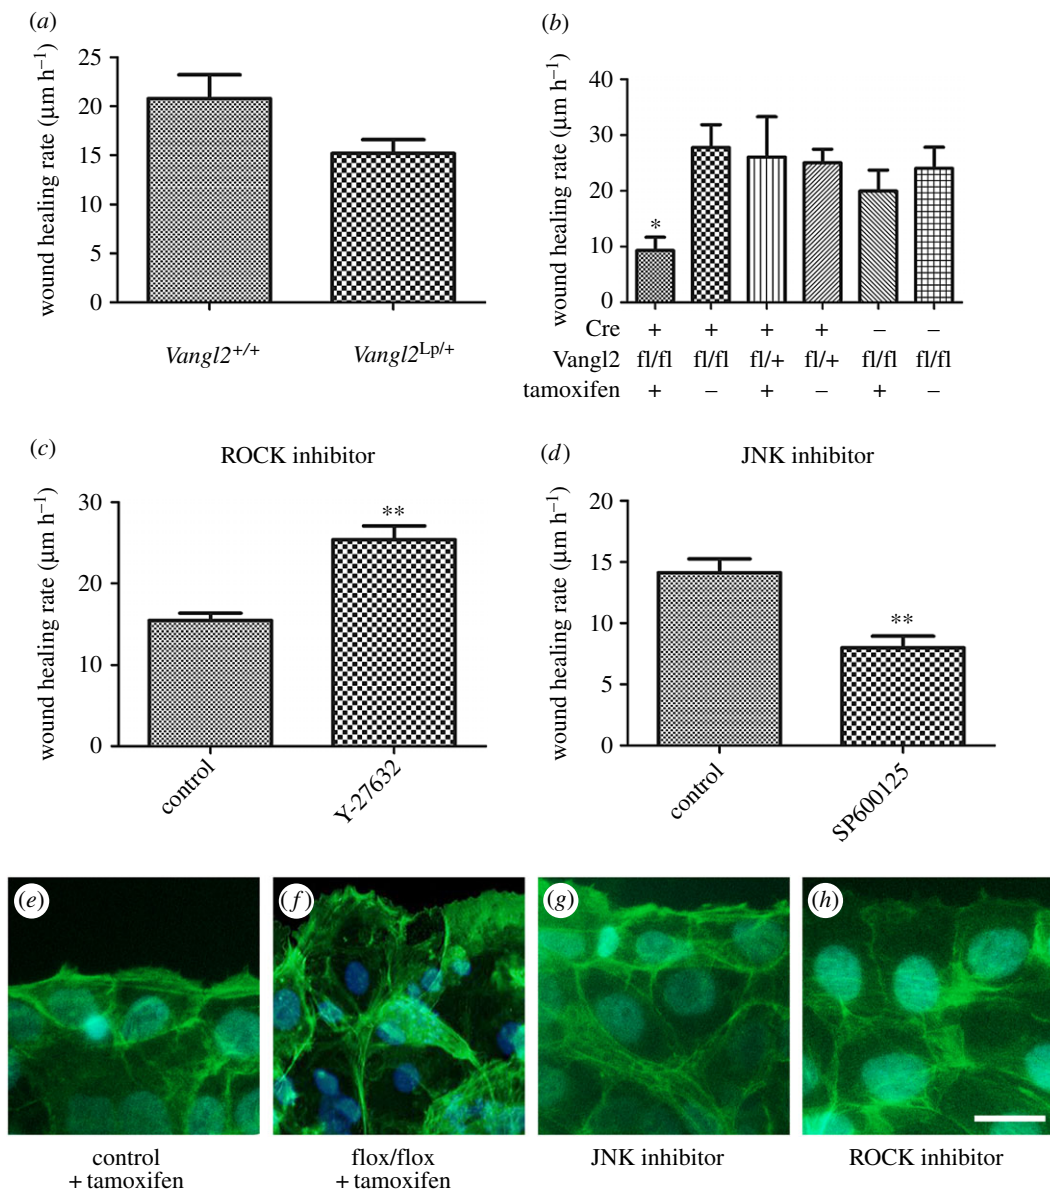 (a)
wound healing rate (µm h⁻¹)
25
20
15
10
5
0
Vangl2+/+
Vangl2Lp/+
(b)
wound healing rate (µm h⁻¹)
40
30
20
10
0
*
Cre + + + + – –
Vangl2 fl/fl fl/fl fl/+ fl/+ fl/fl fl/fl
tamoxifen + – + – + –
(c)
ROCK inhibitor
wound healing rate (µm h⁻¹)
30
20
10
0
**
control
Y-27632
(d)
JNK inhibitor
wound healing rate (µm h⁻¹)
20
15
10
5
0
**
control
SP600125
(e)
control
+ tamoxifen
(f)
flox/flox
+ tamoxifen
(g)
JNK inhibitor
(h)
ROCK inhibitor